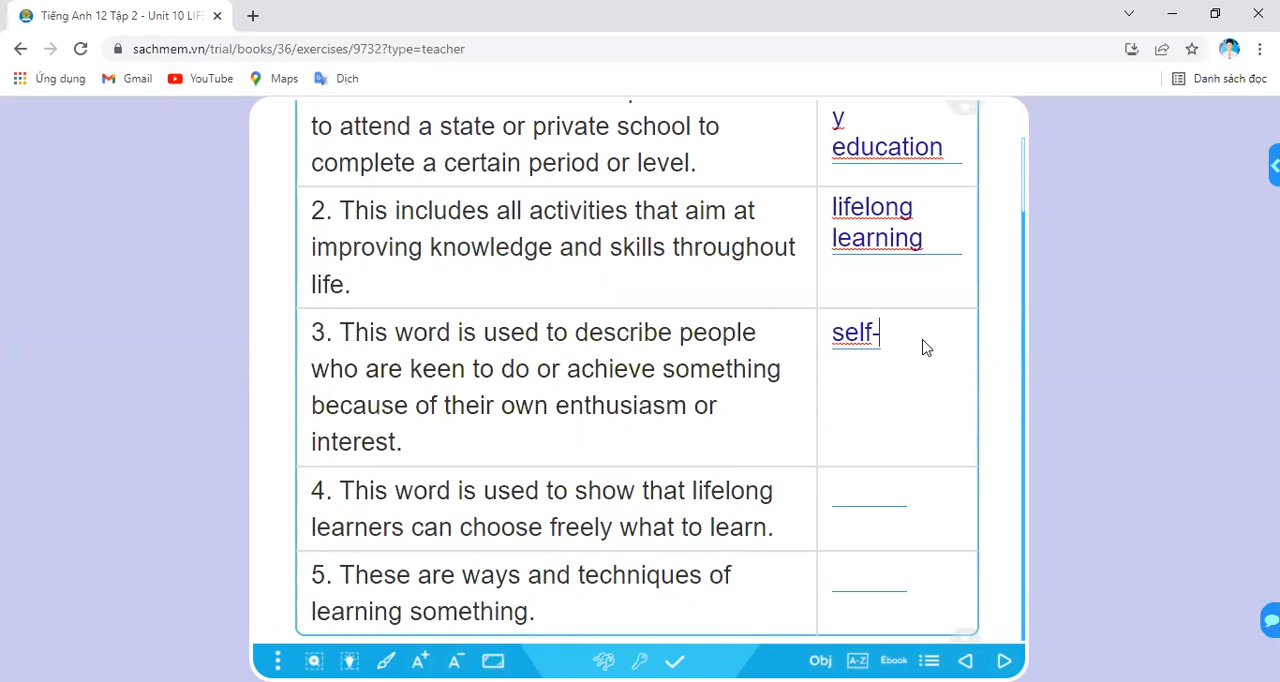 Tiếng Anh 12 Tập 2 - Unit 10 LIF
sachmem.vn/trial/books/36/exercises/9732?type=teacher
Ứng dụng
Gmail
YouTube
Maps
Dịch
Danh sách đọc
to attend a state or private school to
complete a certain period or level.
y
education
2. This includes all activities that aim at
improving knowledge and skills throughout
life.
lifelong
learning
3. This word is used to describe people
who are keen to do or achieve something
because of their own enthusiasm or
interest.
self-
4. This word is used to show that lifelong
learners can choose freely what to learn.
5. These are ways and techniques of
learning something.
A+
A-
Obj
A-Z
Ebook